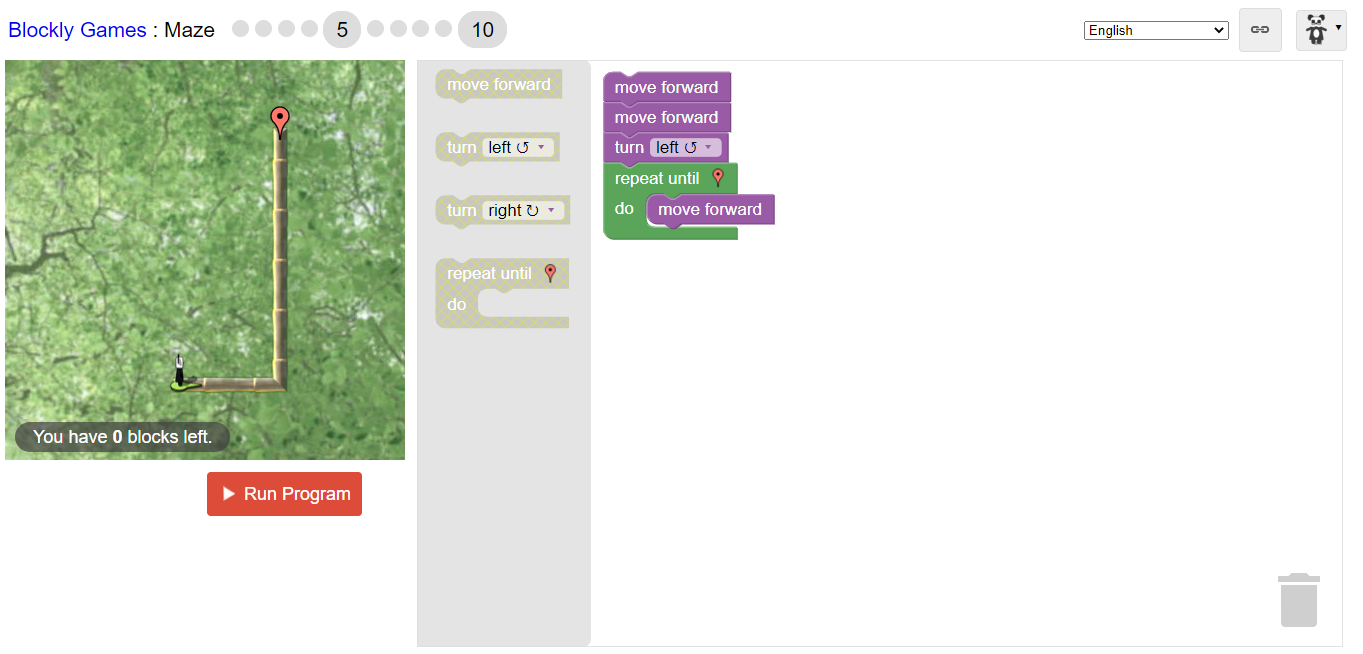 Blockly Games : Maze 5 10 English
move forward
turn left ↺
turn right ↻
repeat until
do
move forward
move forward
turn left ↺
repeat until
do move forward
You have 0 blocks left.
Run Program